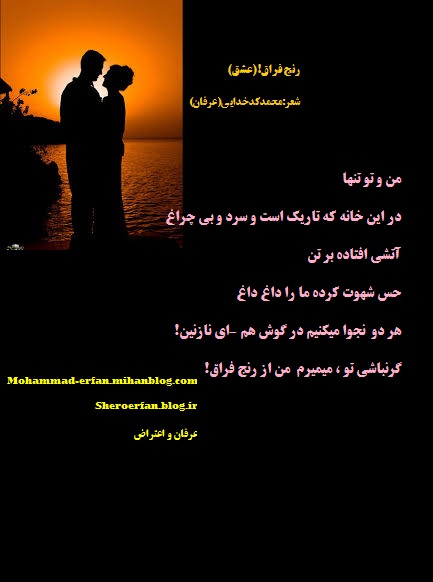 رنج فراق!(عشق)
شعر:محمدکدخدایی(عرفان)
من و تو تنها
در این خانه که تاریک است و سرد و بی چراغ
آتشی افتاده بر تن
حس شهوت کرده ما را داغ داغ
هر دو نجوا میکنیم در گوش هم -ای نازنین!
گرنباشی تو ، میمیرم من از رنج فراق!
Mohammad-erfan.mihanblog.com
Sheroerfan.blog.ir
عرفان و اعتراض